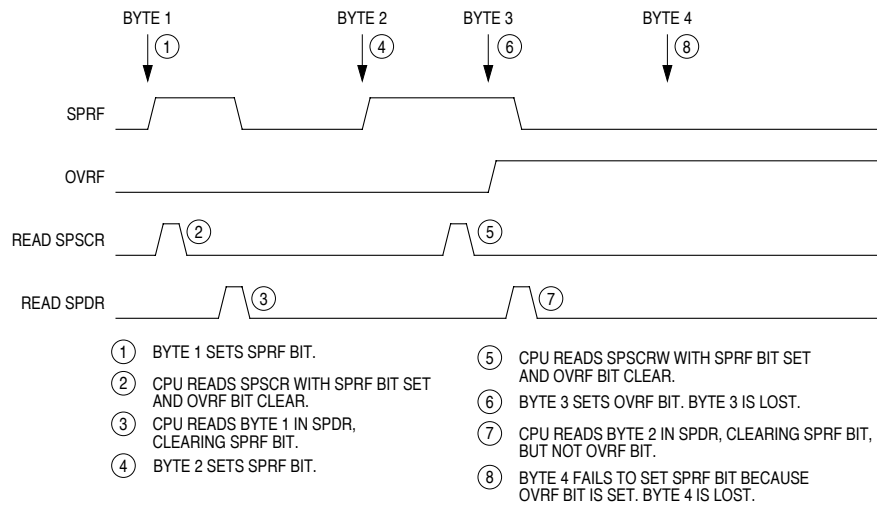 BYTE 1 BYTE 2 BYTE 3 BYTE 4
1 4 6 8
SPRF
OVRF
READ SPSCR 2 5
READ SPDR 3 7
1 BYTE 1 SETS SPRF BIT.
2 CPU READS SPSCR WITH SPRF BIT SET
AND OVRF BIT CLEAR.
3 CPU READS BYTE 1 IN SPDR,
CLEARING SPRF BIT.
4 BYTE 2 SETS SPRF BIT.
5 CPU READS SPSCRW WITH SPRF BIT SET
AND OVRF BIT CLEAR.
6 BYTE 3 SETS OVRF BIT. BYTE 3 IS LOST.
7 CPU READS BYTE 2 IN SPDR, CLEARING SPRF BIT,
BUT NOT OVRF BIT.
8 BYTE 4 FAILS TO SET SPRF BIT BECAUSE
OVRF BIT IS SET. BYTE 4 IS LOST.